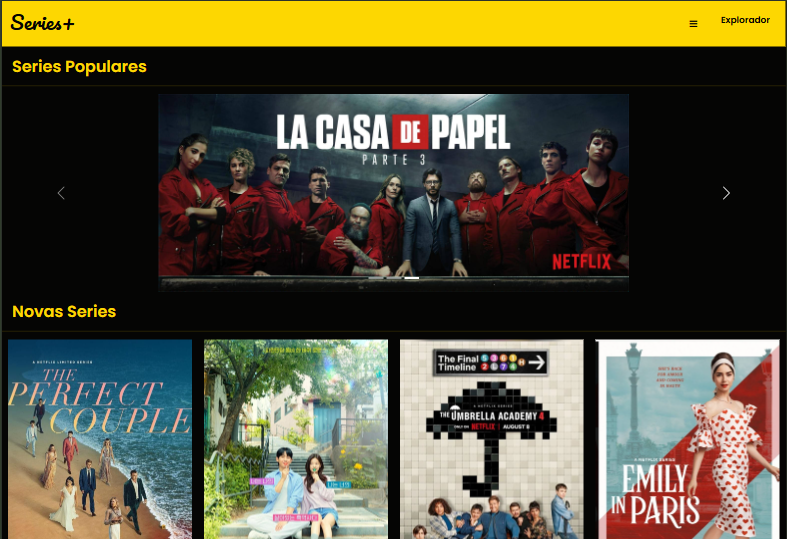 Series+
Explorador
Series Populares
LA CASA DE PAPEL
PARTE 3
NETFLIX
Novas Series
A NETFLIX LIMITED SERIES
THE
PERFECT
COUPLE
The Final
Timeline
A NETFLIX SERIES
THE UMBRELLA ACADEMY 4
ONLY ON NETFLIX | AUGUST 8
A NETFLIX SERIES
EMILY
IN PARIS